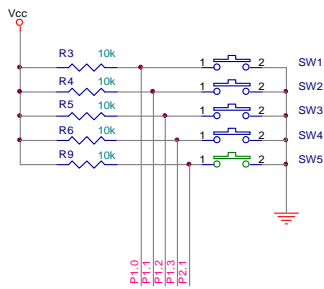 Vcc
R3 10k 1 2 SW1
R4 10k 1 2 SW2
R5 10k 1 2 SW3
R6 10k 1 2 SW4
R9 10k 1 2 SW5
P1.0
P1.1
P1.2
P1.3
P2.1